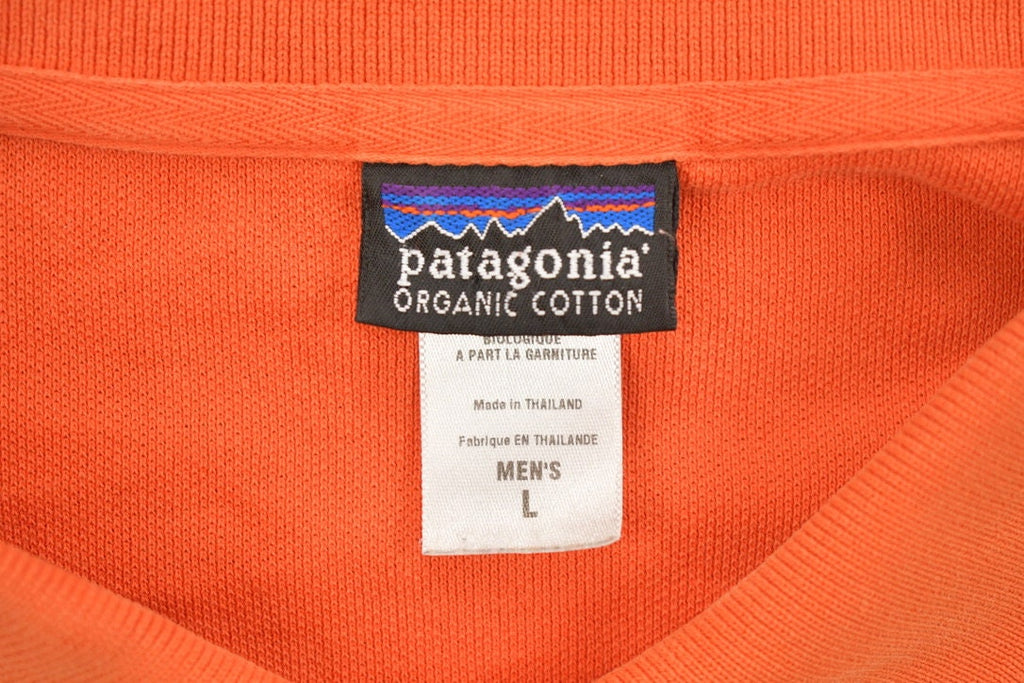 patagonia
ORGANIC COTTON
BIOLOGIQUE
A PART LA GARNITURE
Made in THAILAND
Fabrique EN THAILANDE
MEN'S
L